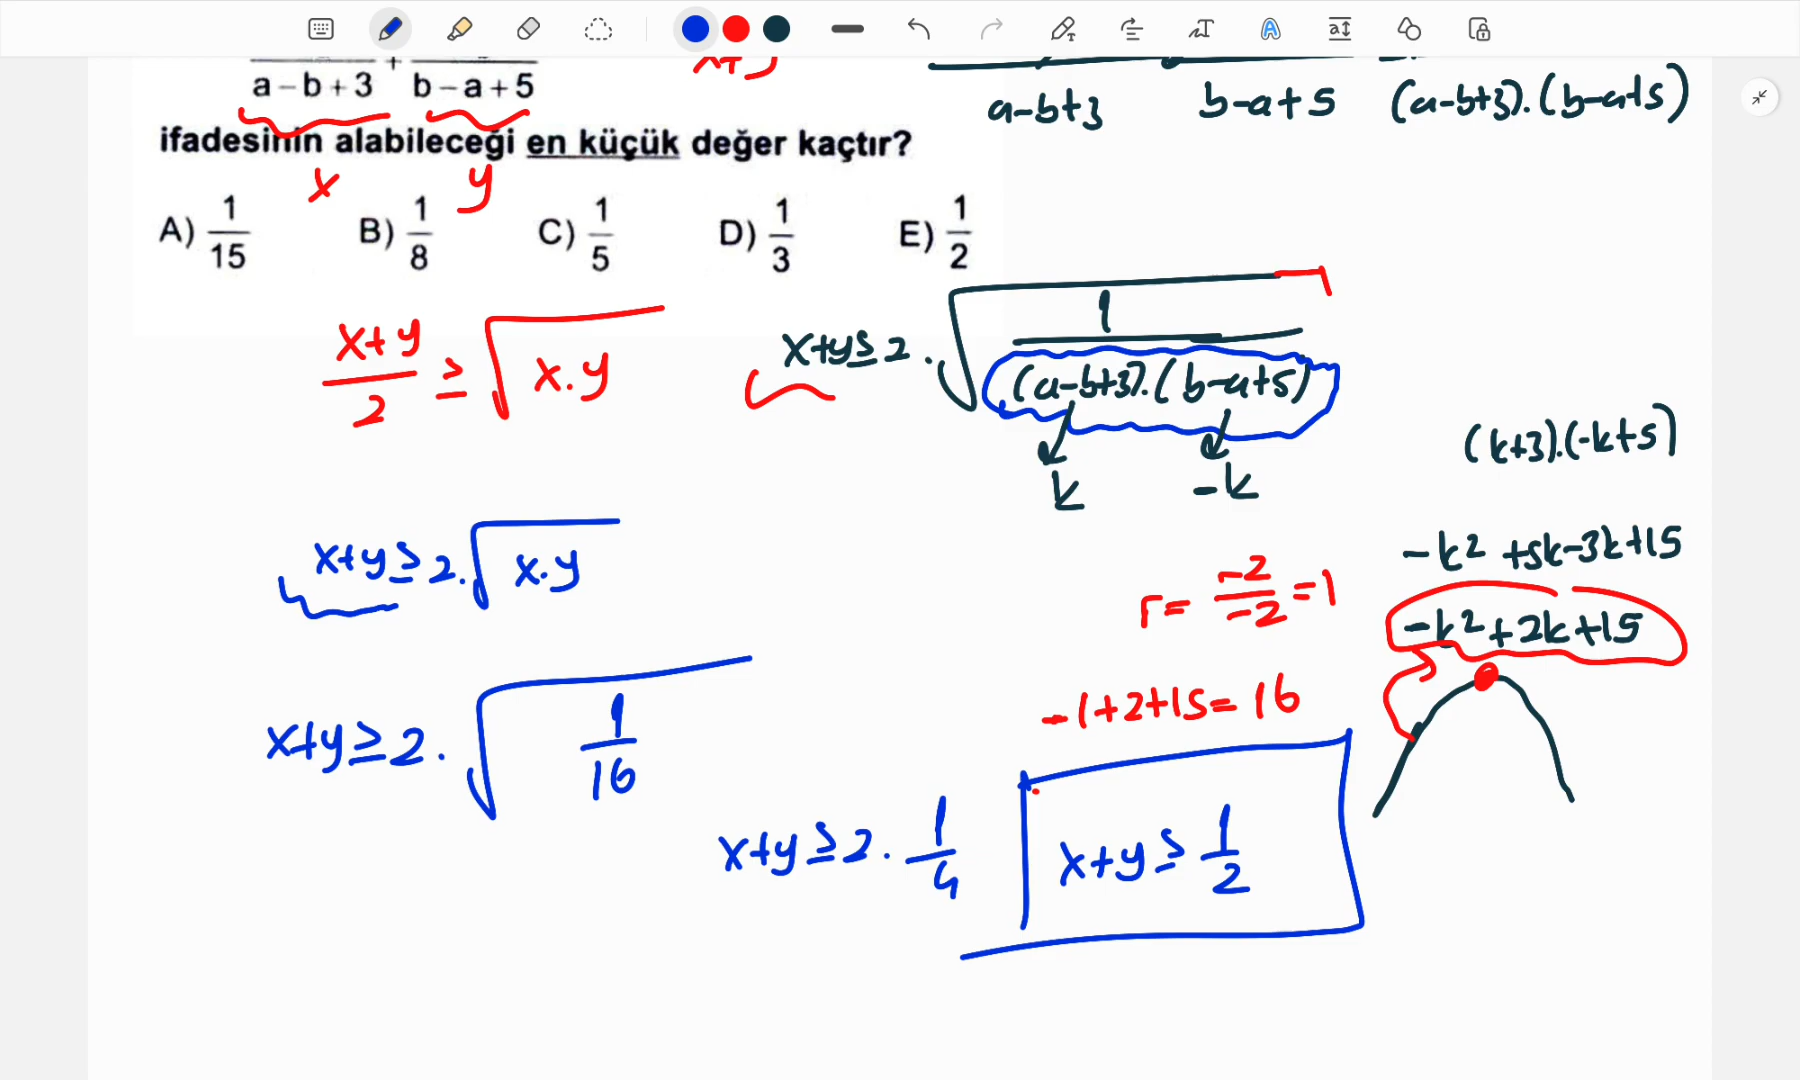 a-b+3 + b-a+5
a-b+3 b-a+5 (a-b+3).(b-a+5)
ifadesinin alabileceği en küçük değer kaçtır?
x y
A) 1/15 B) 1/8 C) 1/5 D) 1/3 E) 1/2
x+y/2 ≥ √x.y
x+y≥2.√1/(a-b+3).(b-a+5)
k -k
(k+3).(-k+5)
-k² +5k-3k+15
-k²+2k+15
x+y≥2.√x.y
r= -2/-2 =1
-1+2+15=16
x+y≥2.√1/16
x+y≥2.1/4
x+y≥1/2